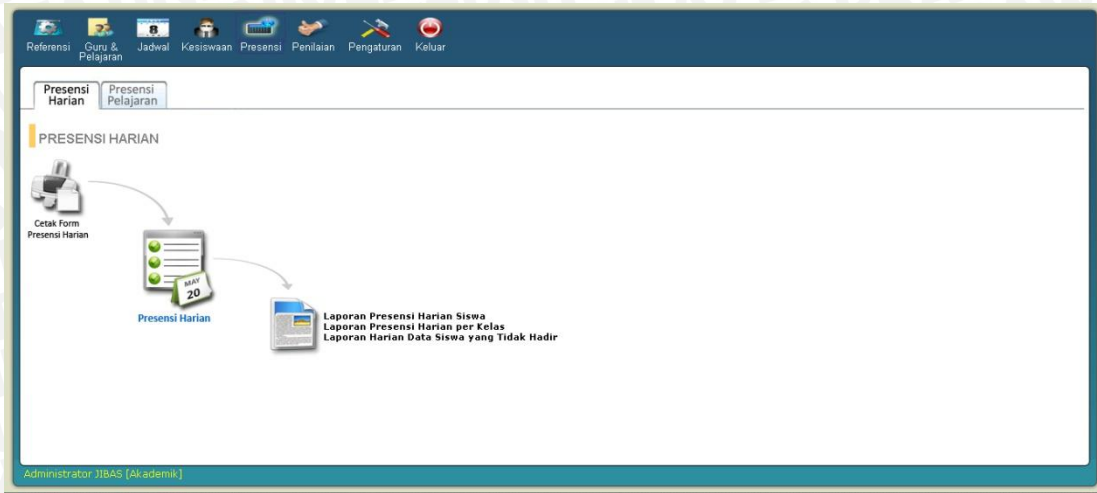 Referensi
Guru &
Pelajaran
8
Jadwal
Kesiswaan
Presensi
Penilaian
Pengaturan
Keluar
Presensi
Harian
Presensi
Pelajaran
PRESENSI HARIAN
Cetak Form
Presensi Harian
MAY
20
Presensi Harian
Laporan Presensi Harian Siswa
Laporan Presensi Harian per Kelas
Laporan Harian Data Siswa yang Tidak Hadir
Administrator JIBAS [Akademik]